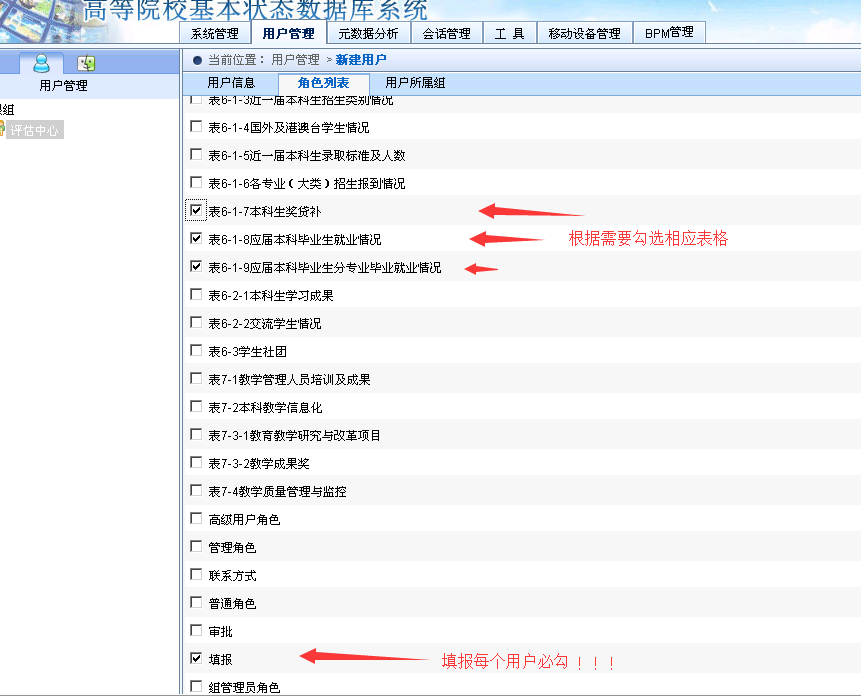 高等院校基本状态数据库系统
系统管理 用户管理 元数据分析 会话管理 工 具 移动设备管理 BPM管理
当前位置： 用户管理 > 新建用户
用户管理
用户信息 角色列表 用户所属组
组
评估中心
表6-1-3近一届本科生招生类别情况
表6-1-4国外及港澳台学生情况
表6-1-5近一届本科生录取标准及人数
表6-1-6各专业（大类）招生报到情况
表6-1-7本科生奖贷补
表6-1-8应届本科毕业生就业情况
根据需要勾选相应表格
表6-1-9应届本科毕业生分专业毕业就业情况
表6-2-1本科生学习成果
表6-2-2交流学生情况
表6-3学生社团
表7-1教学管理人员培训及成果
表7-2本科教学信息化
表7-3-1教育教学研究与改革项目
表7-3-2教学成果奖
表7-4教学质量管理与监控
高级用户角色
管理角色
联系方式
普通角色
审批
填报
填报每个用户必勾！！！
组管理员角色